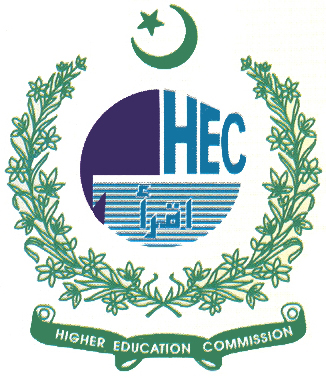 HEC
اقرأ
HIGHER EDUCATION COMMISSION